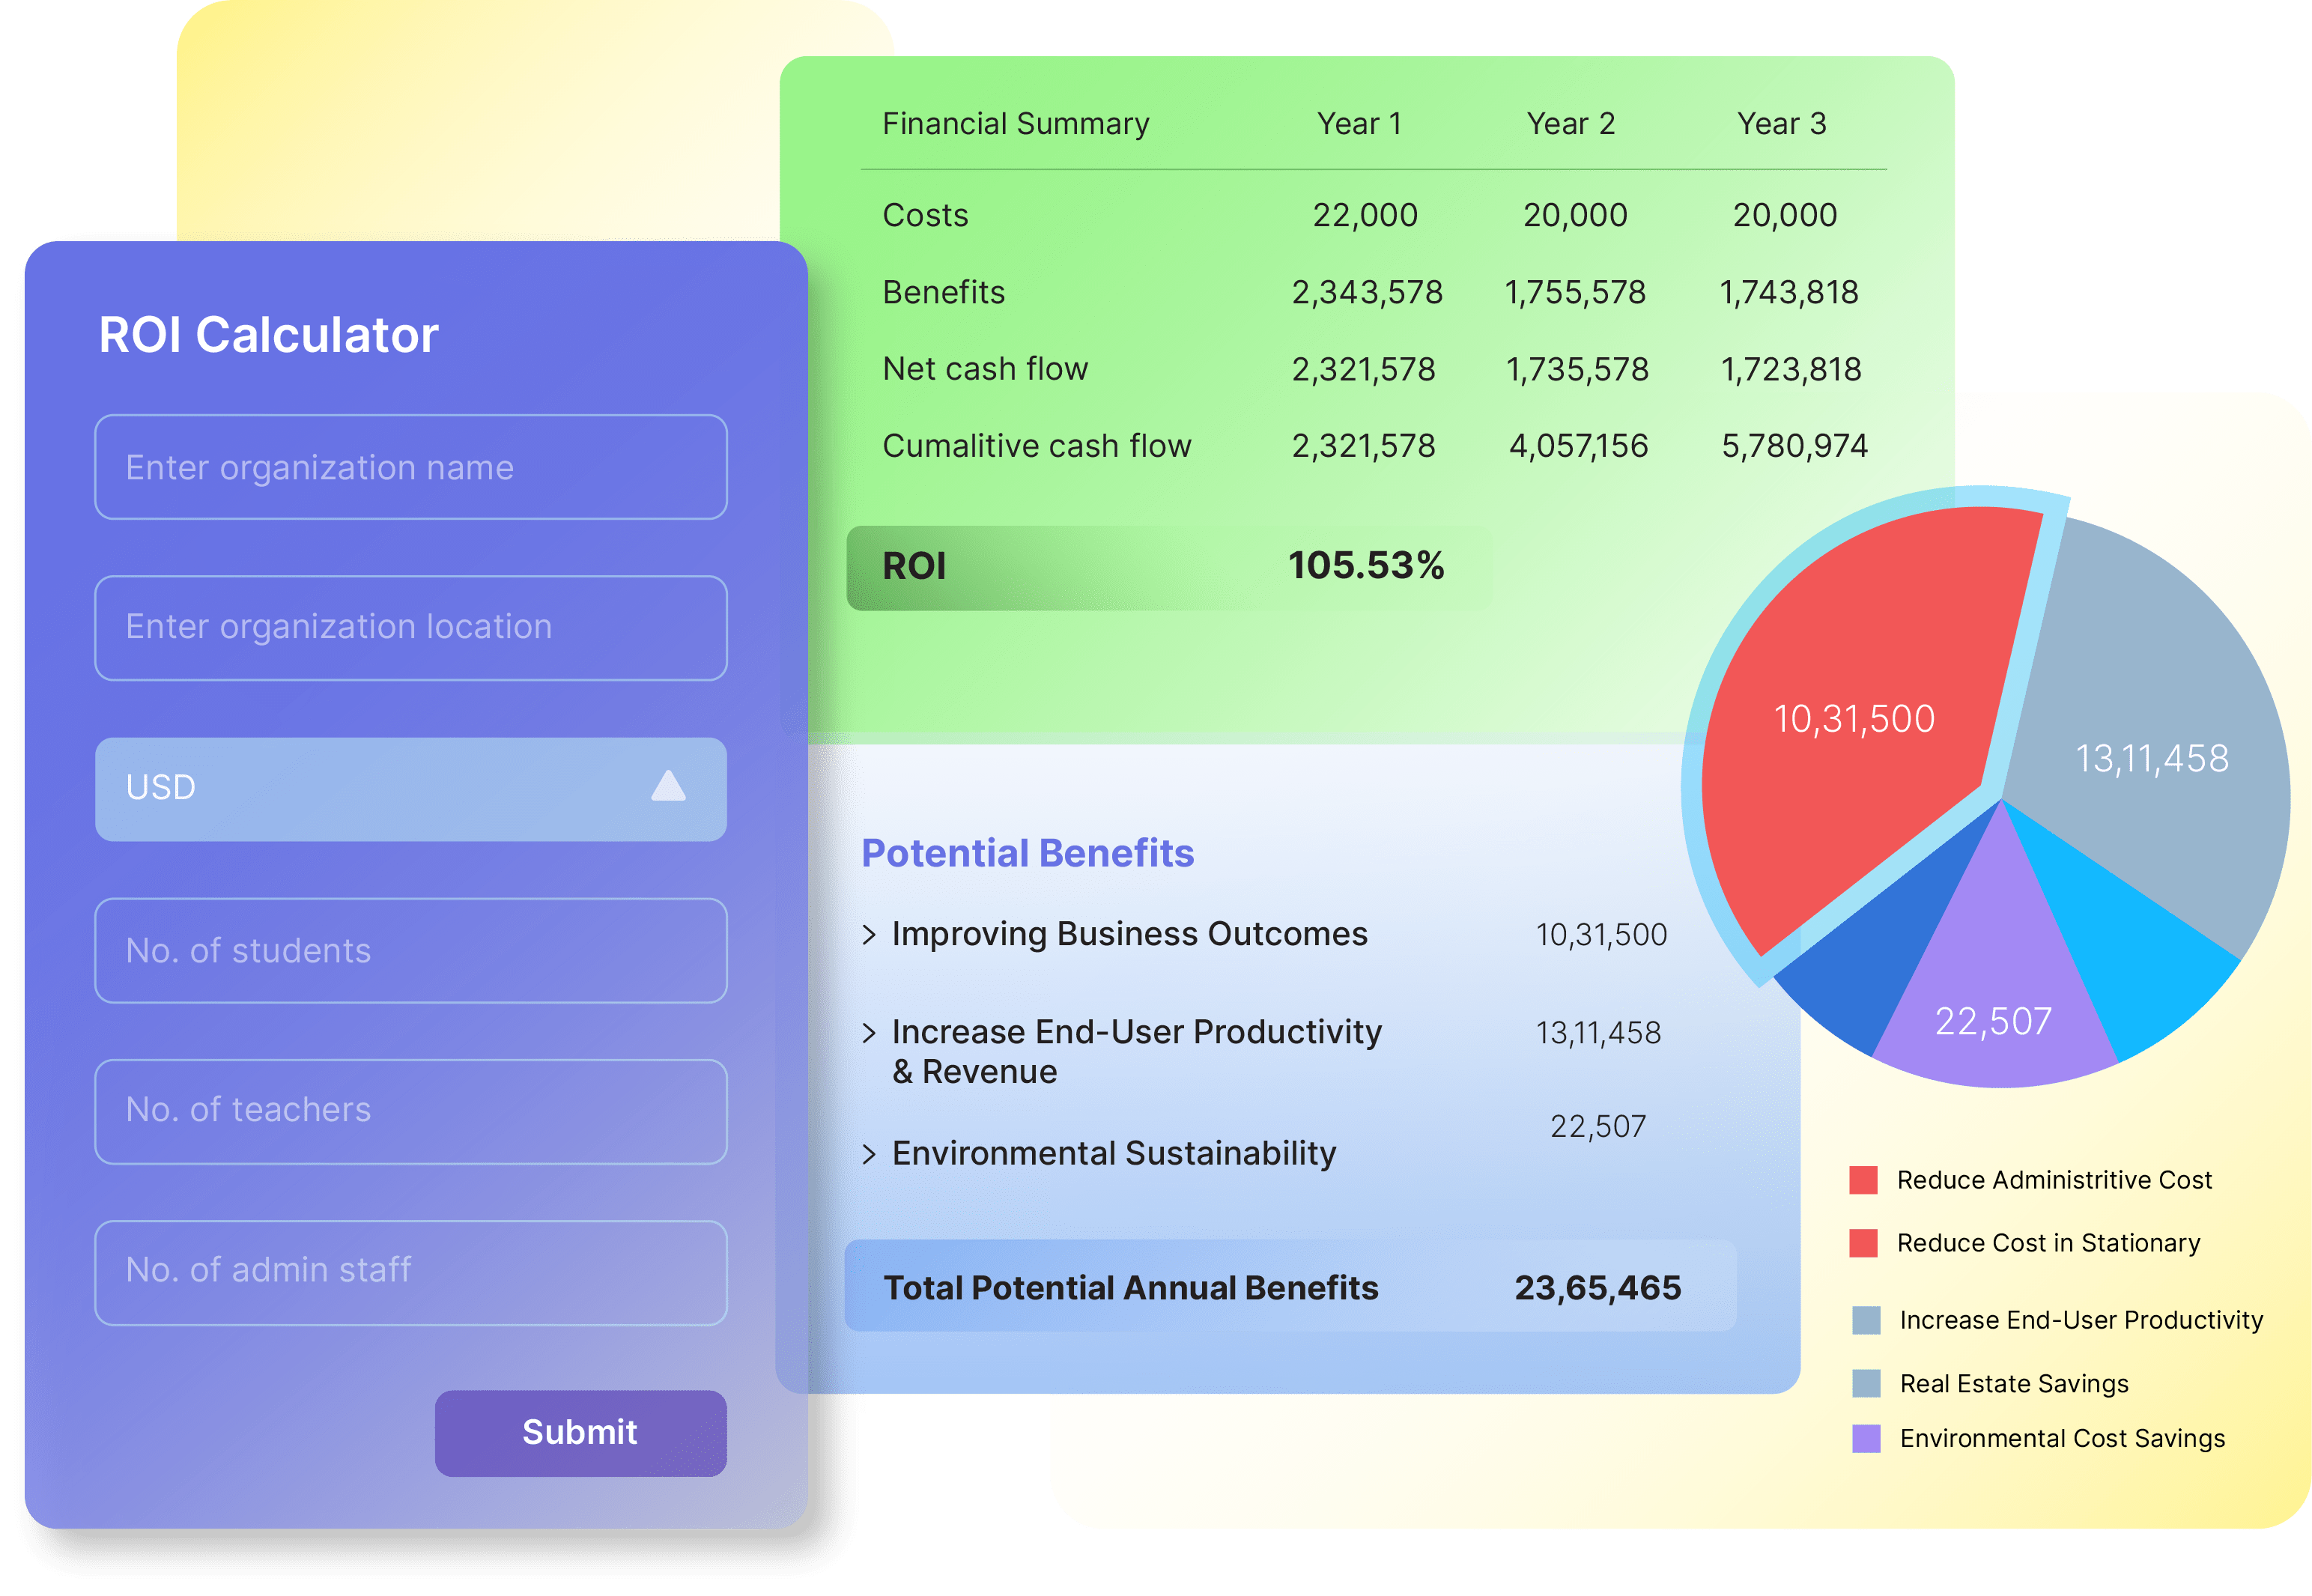 ROI Calculator
Enter organization name
Enter organization location
USD
No. of students
No. of teachers
No. of admin staff
Submit
Financial Summary Year 1 Year 2 Year 3
Costs 22,000 20,000 20,000
Benefits 2,343,578 1,755,578 1,743,818
Net cash flow 2,321,578 1,735,578 1,723,818
Cumalitive cash flow 2,321,578 4,057,156 5,780,974
ROI 105.53%
Potential Benefits
> Improving Business Outcomes 10,31,500
> Increase End-User Productivity 13,11,458
& Revenue
> Environmental Sustainability 22,507
Total Potential Annual Benefits 23,65,465
10,31,500
13,11,458
22,507
Reduce Administritive Cost
Reduce Cost in Stationary
Increase End-User Productivity
Real Estate Savings
Environmental Cost Savings